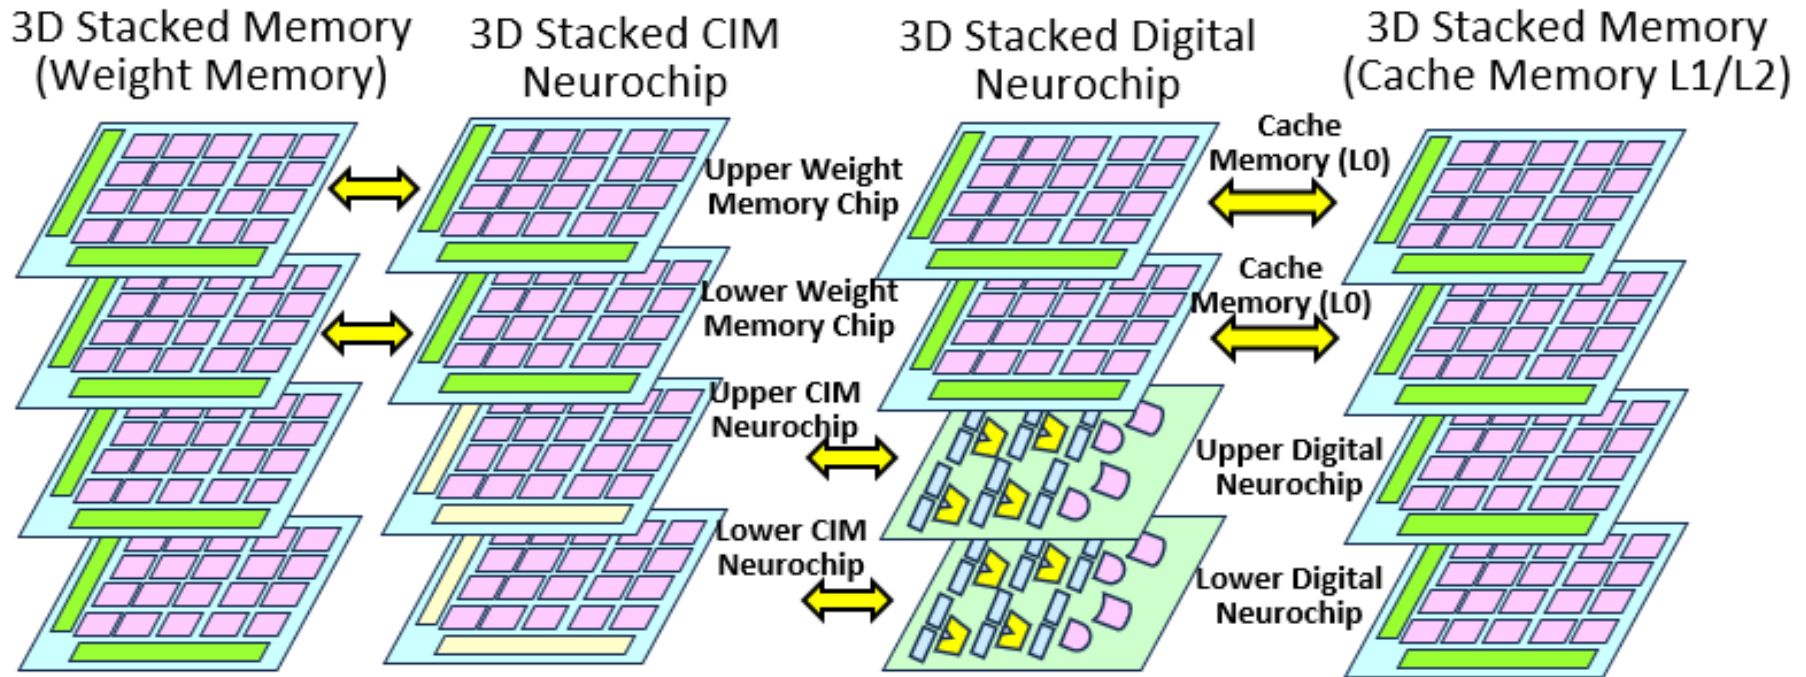 3D Stacked Memory
(Weight Memory)
3D Stacked CIM
Neurochip
3D Stacked Digital
Neurochip
3D Stacked Memory
(Cache Memory L1/L2)
Upper Weight
Memory Chip
Cache
Memory (L0)
Lower Weight
Memory Chip
Cache
Memory (L0)
Upper CIM
Neurochip
Upper Digital
Neurochip
Lower CIM
Neurochip
Lower Digital
Neurochip